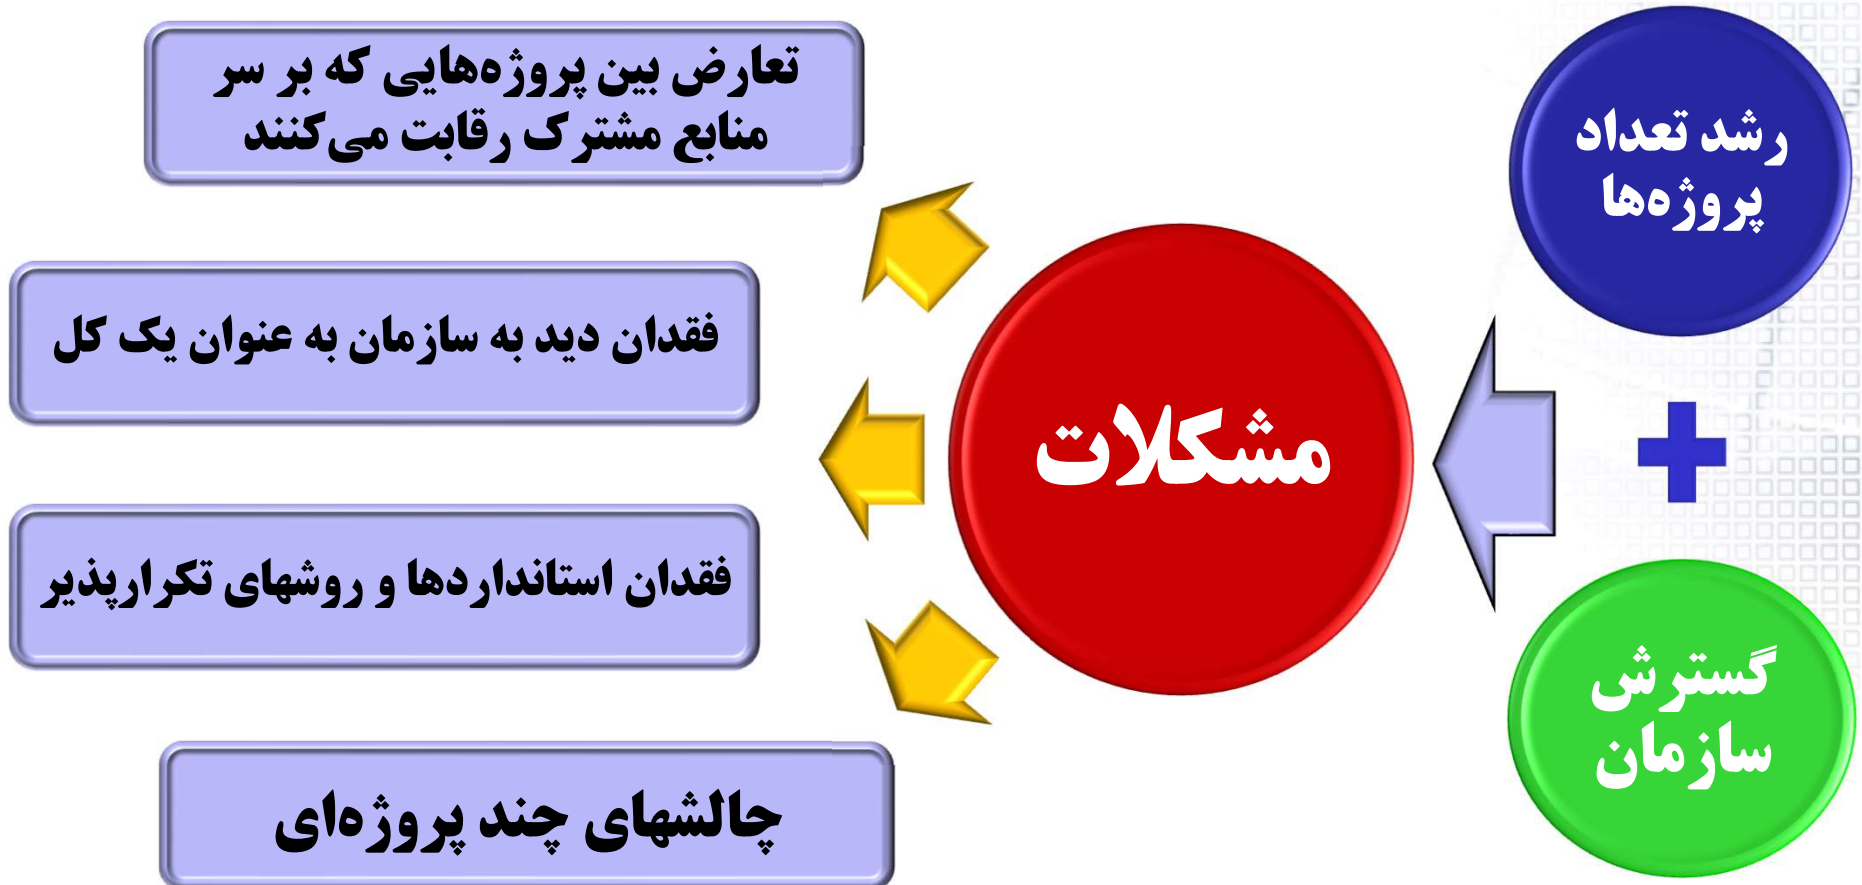 رشد تعداد
پروژه‌ها
+
گسترش
سازمان
مشکلات
تعارض بین پروژه‌هایی که بر سر
منابع مشترک رقابت می‌کنند
فقدان دید به سازمان به عنوان یک کل
فقدان استانداردها و روشهای تکرارپذیر
چالشهای چند پروژه‌ای